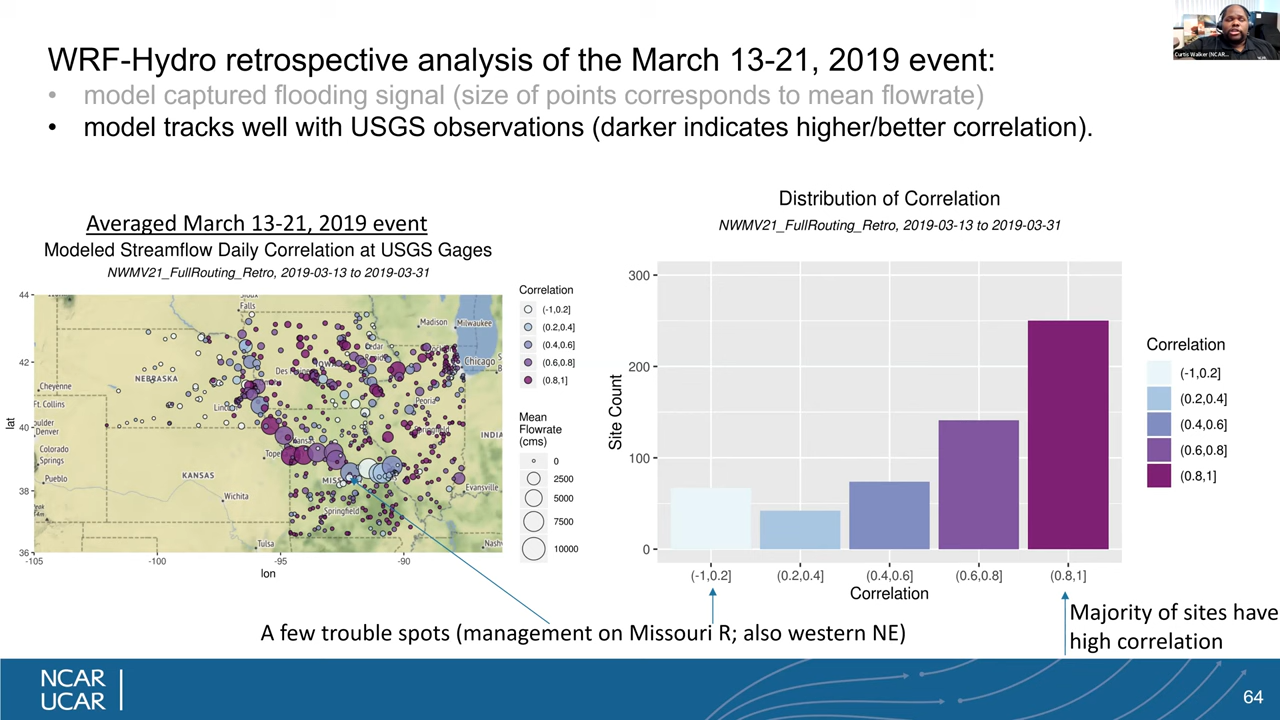 WRF-Hydro retrospective analysis of the March 13-21, 2019 event:
• model captured flooding signal (size of points corresponds to mean flowrate)
• model tracks well with USGS observations (darker indicates higher/better correlation).
Curtis Walker (NCAR...
Averaged March 13-21, 2019 event
Modeled Streamflow Daily Correlation at USGS Gages
NWMV21_FullRouting_Retro, 2019-03-13 to 2019-03-31
lat
44
42
40
38
36
-105
-100
-95
-90
lon
Falls
Madison
Milwaukee
Chicago
Cheyenne
NEBRASKA
Des
Ft. Collins
Peoria
Denver
INDIA
Colorado
Springs
Tope
Pueblo
KANSAS
MISS
Evansville
Wichita
Springfield
Tulsa
Nash
Correlation
(-1,0.2]
(0.2,0.4]
(0.4,0.6]
(0.6,0.8]
(0.8,1]
Mean
Flowrate
(cms)
0
2500
5000
7500
10000
Distribution of Correlation
NWMV21_FullRouting_Retro, 2019-03-13 to 2019-03-31
Site Count
300
200
100
0
(-1,0.2]
(0.2,0.4]
(0.4,0.6]
(0.6,0.8]
(0.8,1]
Correlation
Correlation
(-1,0.2]
(0.2,0.4]
(0.4,0.6]
(0.6,0.8]
(0.8,1]
A few trouble spots (management on Missouri R; also western NE)
Majority of sites have
high correlation
NCAR
UCAR
64